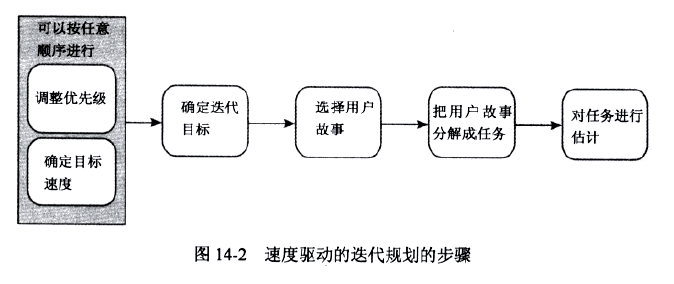 可以按任意
顺序进行
调整优先级
确定目标
速度
确定迭代
目标
选择用户
故事
把用户故事
分解成任务
对任务进行
估计
图 14-2 速度驱动的迭代规划的步骤